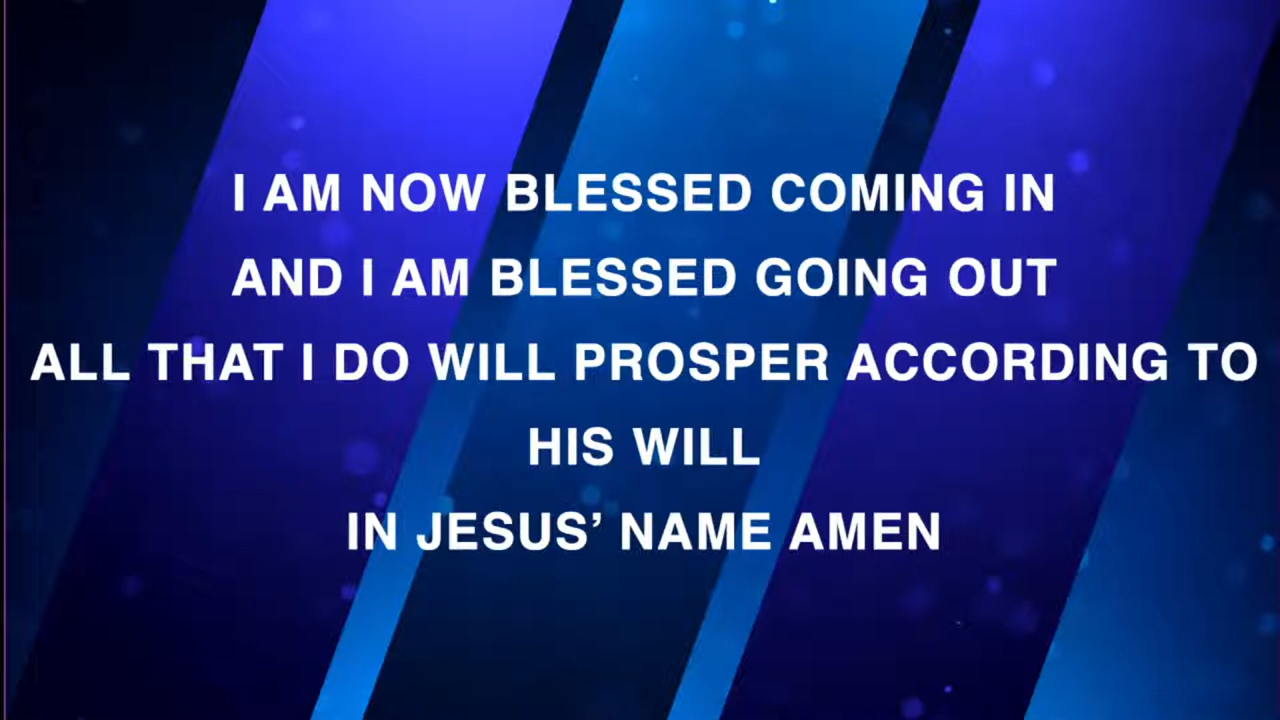 I AM NOW BLESSED COMING IN
AND I AM BLESSED GOING OUT
ALL THAT I DO WILL PROSPER ACCORDING TO
HIS WILL
IN JESUS’ NAME AMEN